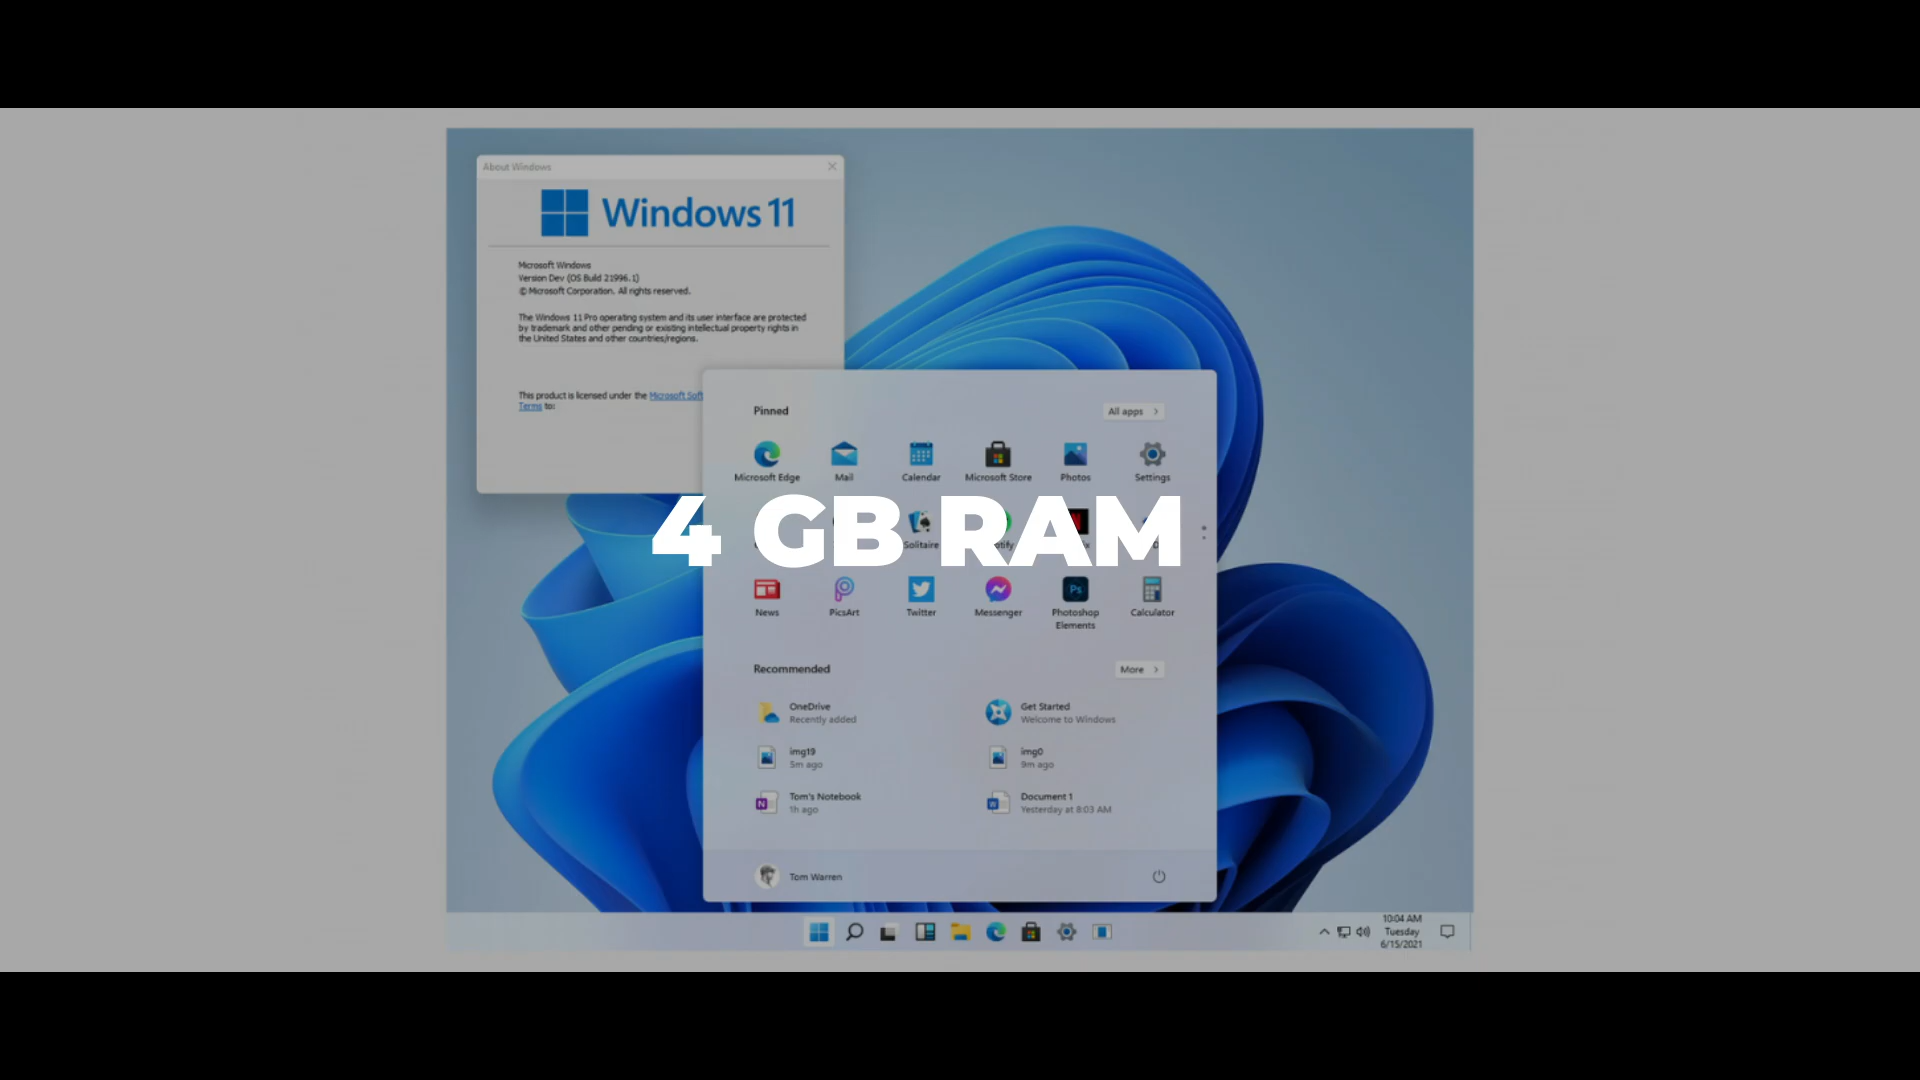 About Windows
Windows 11
Microsoft Windows
Version Dev (OS Build 21996.1)
© Microsoft Corporation. All rights reserved.
The Windows 11 Pro operating system and its user interface are protected
by trademark and other pending or existing intellectual property rights in
the United States and other countries/regions.
This product is licensed under the Microsoft Soft
Terms to:
Pinned
All apps
Microsoft Edge
Mail
Calendar
Microsoft Store
Photos
Settings
4 GB RAM
Solitaire
News
PicsArt
Twitter
Messenger
Ps
Photoshop
Elements
Calculator
Recommended
More
OneDrive
Recently added
Get Started
Welcome to Windows
img19
5m ago
img0
9m ago
Tom's Notebook
1h ago
Document 1
Yesterday at 8:03 AM
Tom Warren
10:04 AM
Tuesday
6/15/2021